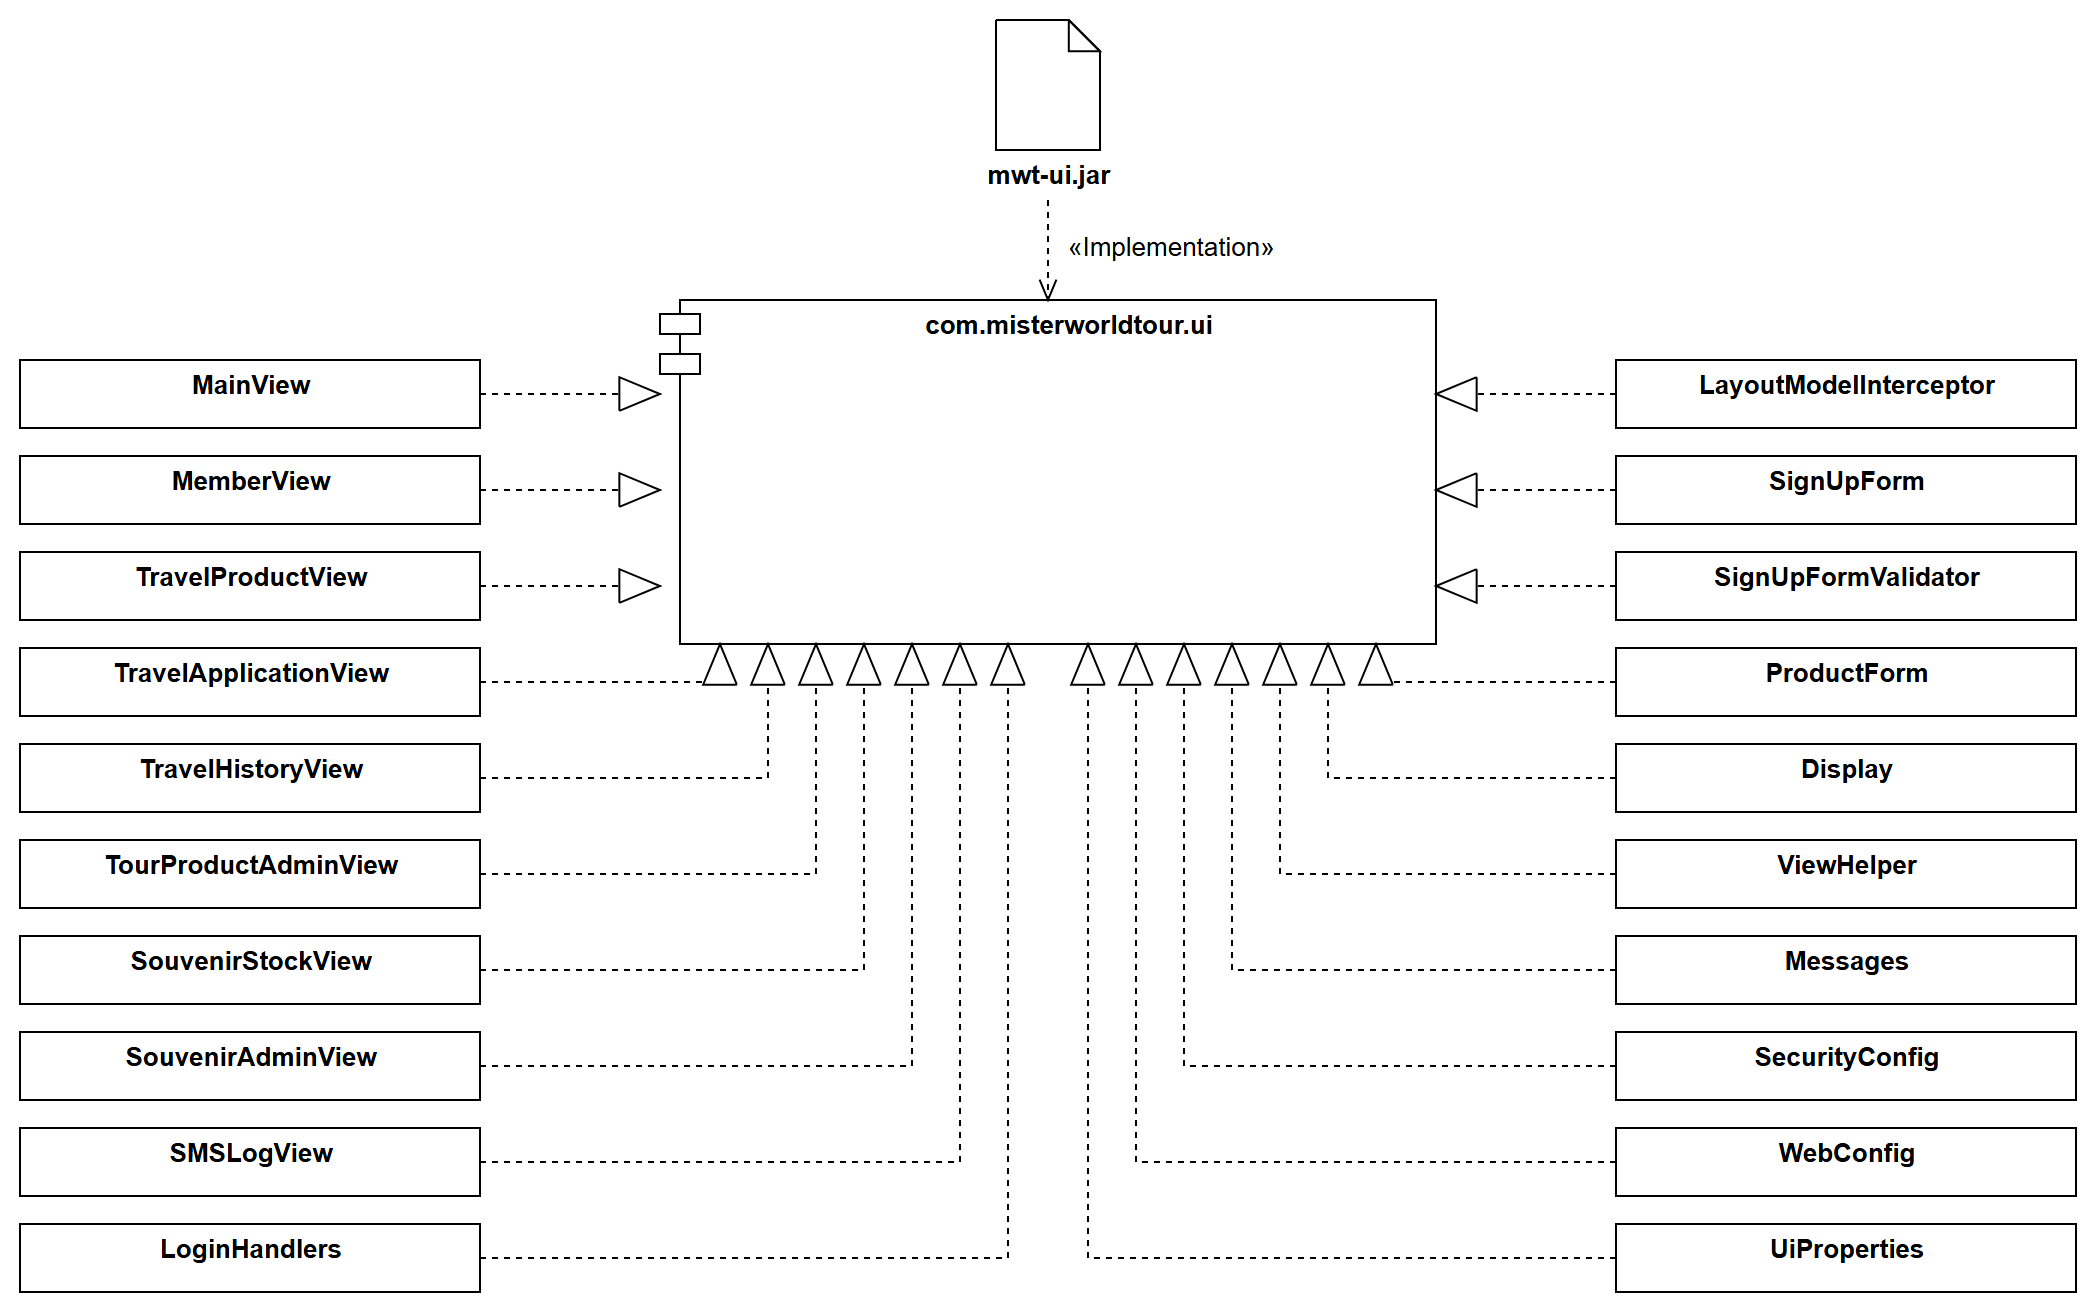 mwt-ui.jar
«Implementation»
com.misterworldtour.ui
MainView
MemberView
TravelProductView
TravelApplicationView
TravelHistoryView
TourProductAdminView
SouvenirStockView
SouvenirAdminView
SMSLogView
LoginHandlers
LayoutModelInterceptor
SignUpForm
SignUpFormValidator
ProductForm
Display
ViewHelper
Messages
SecurityConfig
WebConfig
UiProperties